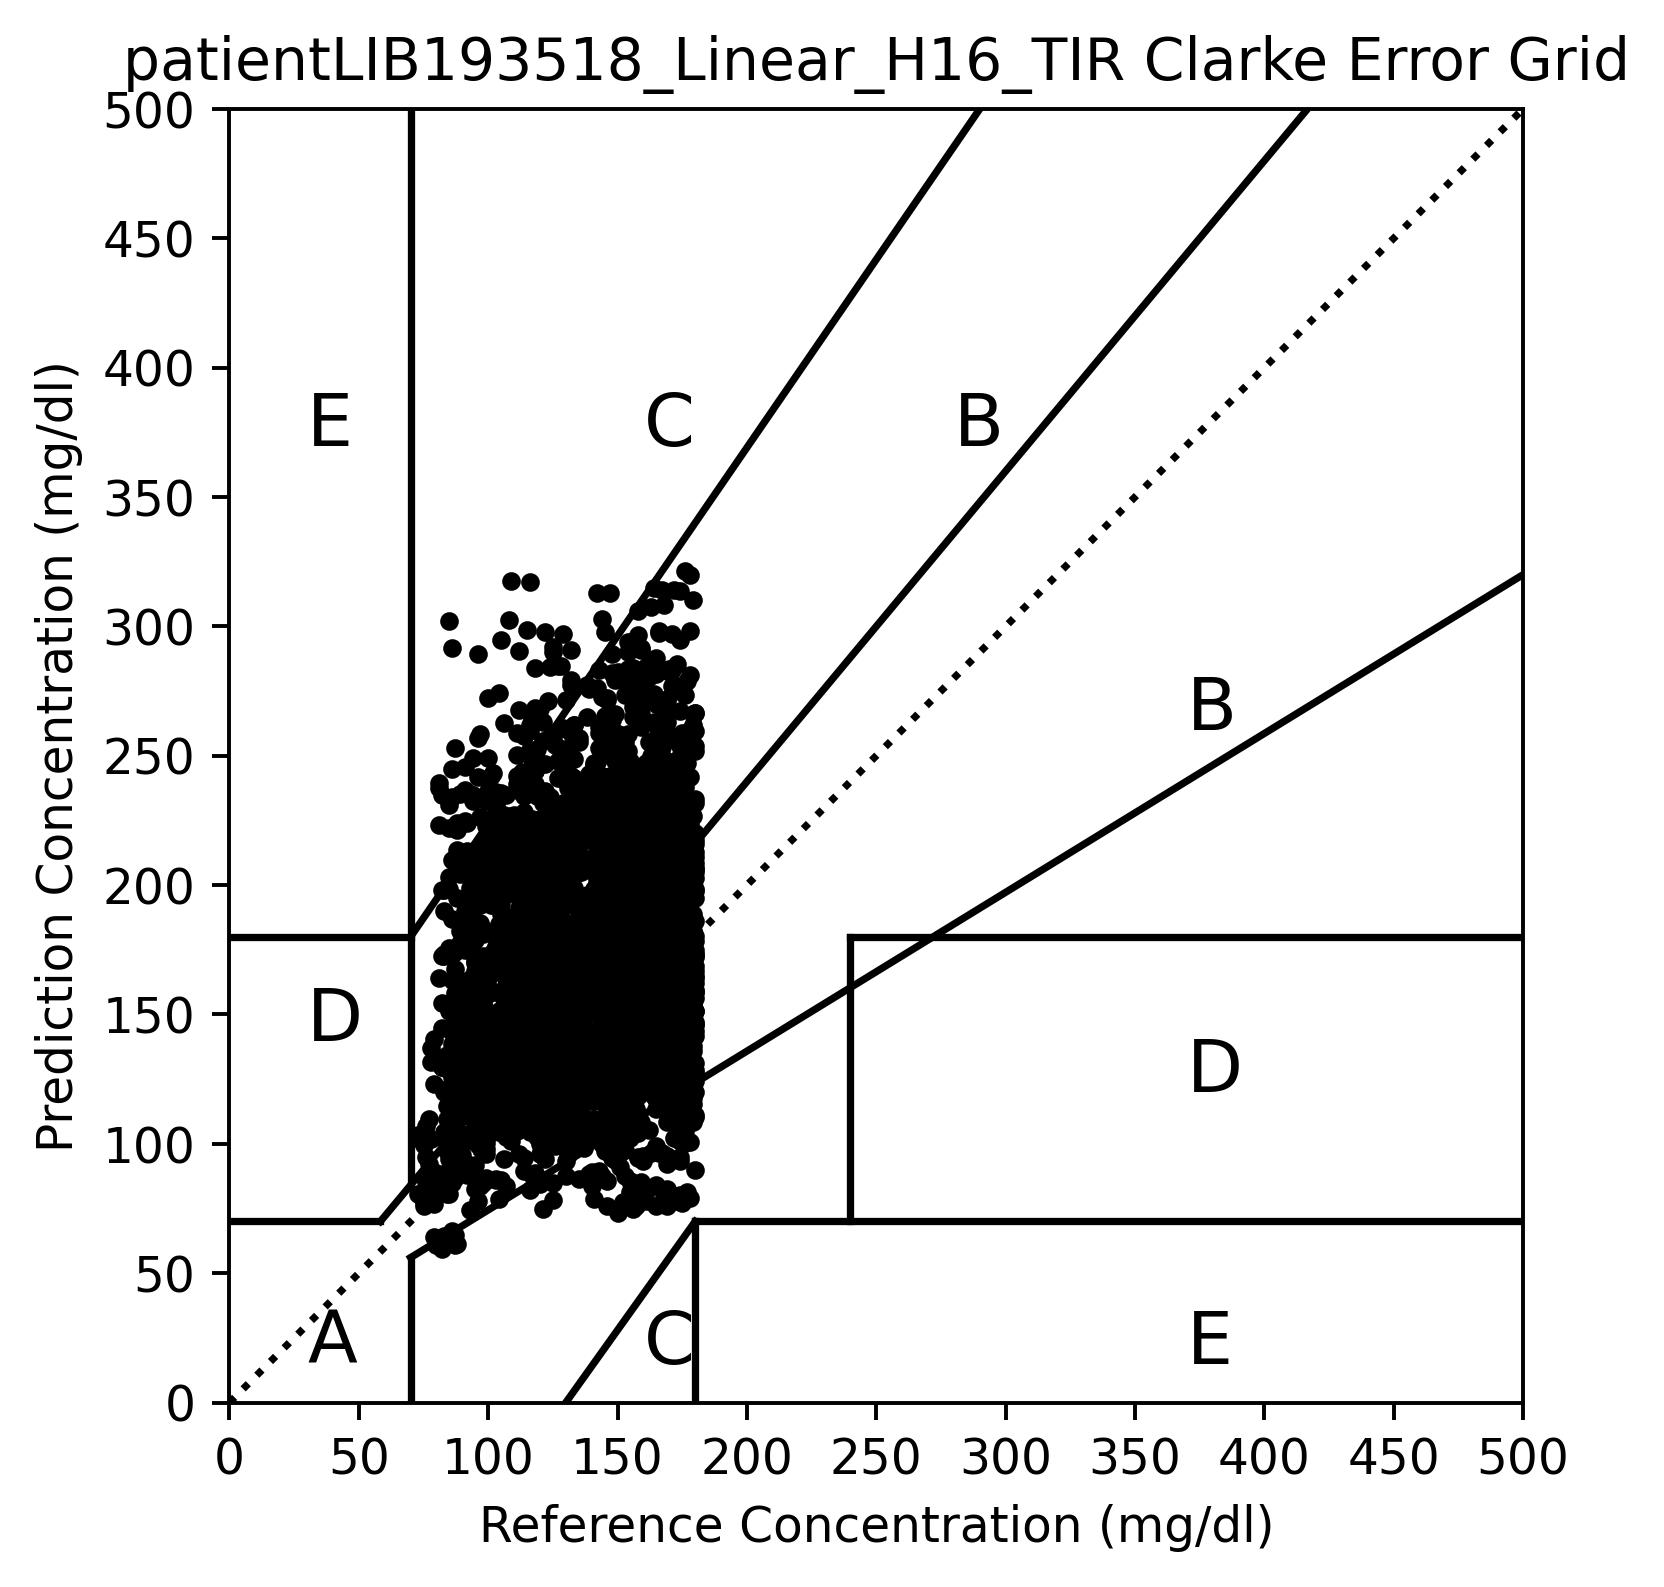 patientLIB193518_Linear_H16_TIR Clarke Error Grid
500
450
400
350
300
250
200
150
100
50
0
Prediction Concentration (mg/dl)
E
C
B
B
D
D
A
C
E
0 50 100 150 200 250 300 350 400 450 500
Reference Concentration (mg/dl)